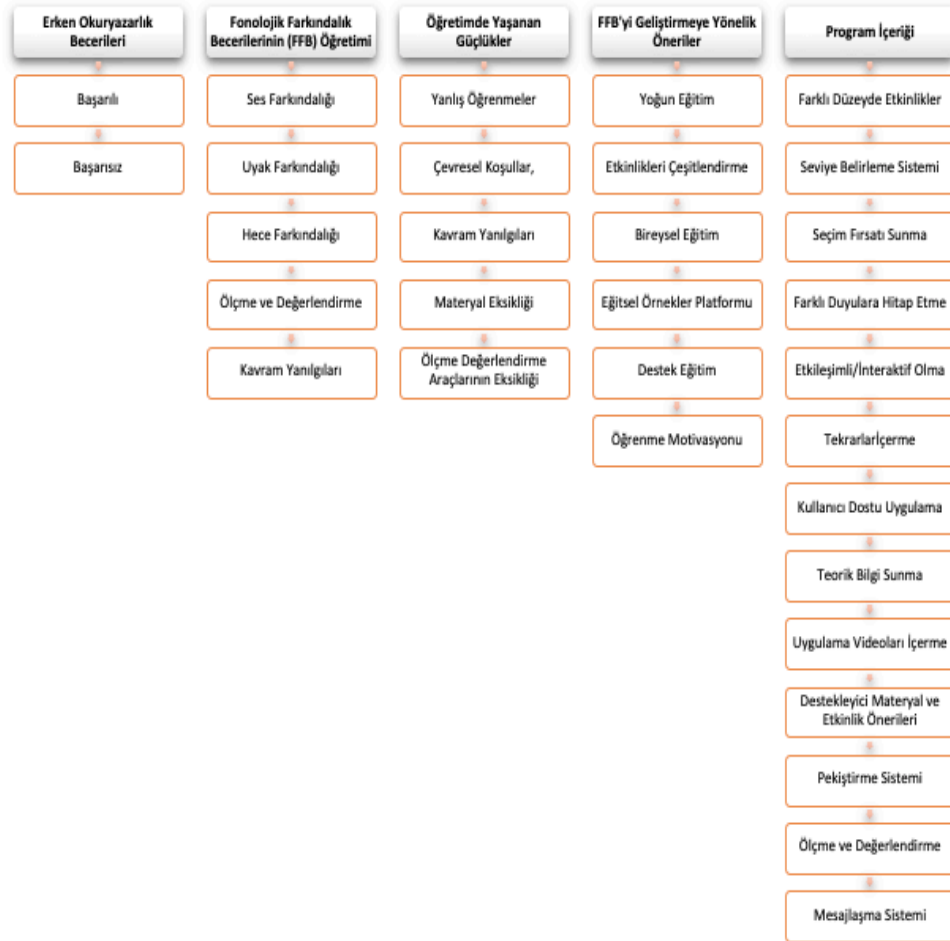 Erken Okuryazarlık
Becerileri
Başarılı
Başarısız
Fonolojik Farkındalık
Becerilerinin (FFB) Öğretimi
Ses Farkındalığı
Uyak Farkındalığı
Hece Farkındalığı
Ölçme ve Değerlendirme
Kavram Yanılgıları
Öğretimde Yaşanan
Güçlükler
Yanlış Öğrenmeler
Çevresel Koşullar,
Kavram Yanılgıları
Materyal Eksikliği
Ölçme Değerlendirme
Araçlarının Eksikliği
FFB'yi Geliştirmeye Yönelik
Öneriler
Yoğun Eğitim
Etkinlikleri Çeşitlendirme
Bireysel Eğitim
Eğitsel Örnekler Platformu
Destek Eğitim
Öğrenme Motivasyonu
Program İçeriği
Farklı Düzeyde Etkinlikler
Seviye Belirleme Sistemi
Seçim Fırsatı Sunma
Farklı Duyulara Hitap Etme
Etkileşimli/İnteraktif Olma
Tekrarlarİçerme
Kullanıcı Dostu Uygulama
Teorik Bilgi Sunma
Uygulama Videoları İçerme
Destekleyici Materyal ve
Etkinlik Önerileri
Pekiştirme Sistemi
Ölçme ve Değerlendirme
Mesajlaşma Sistemi